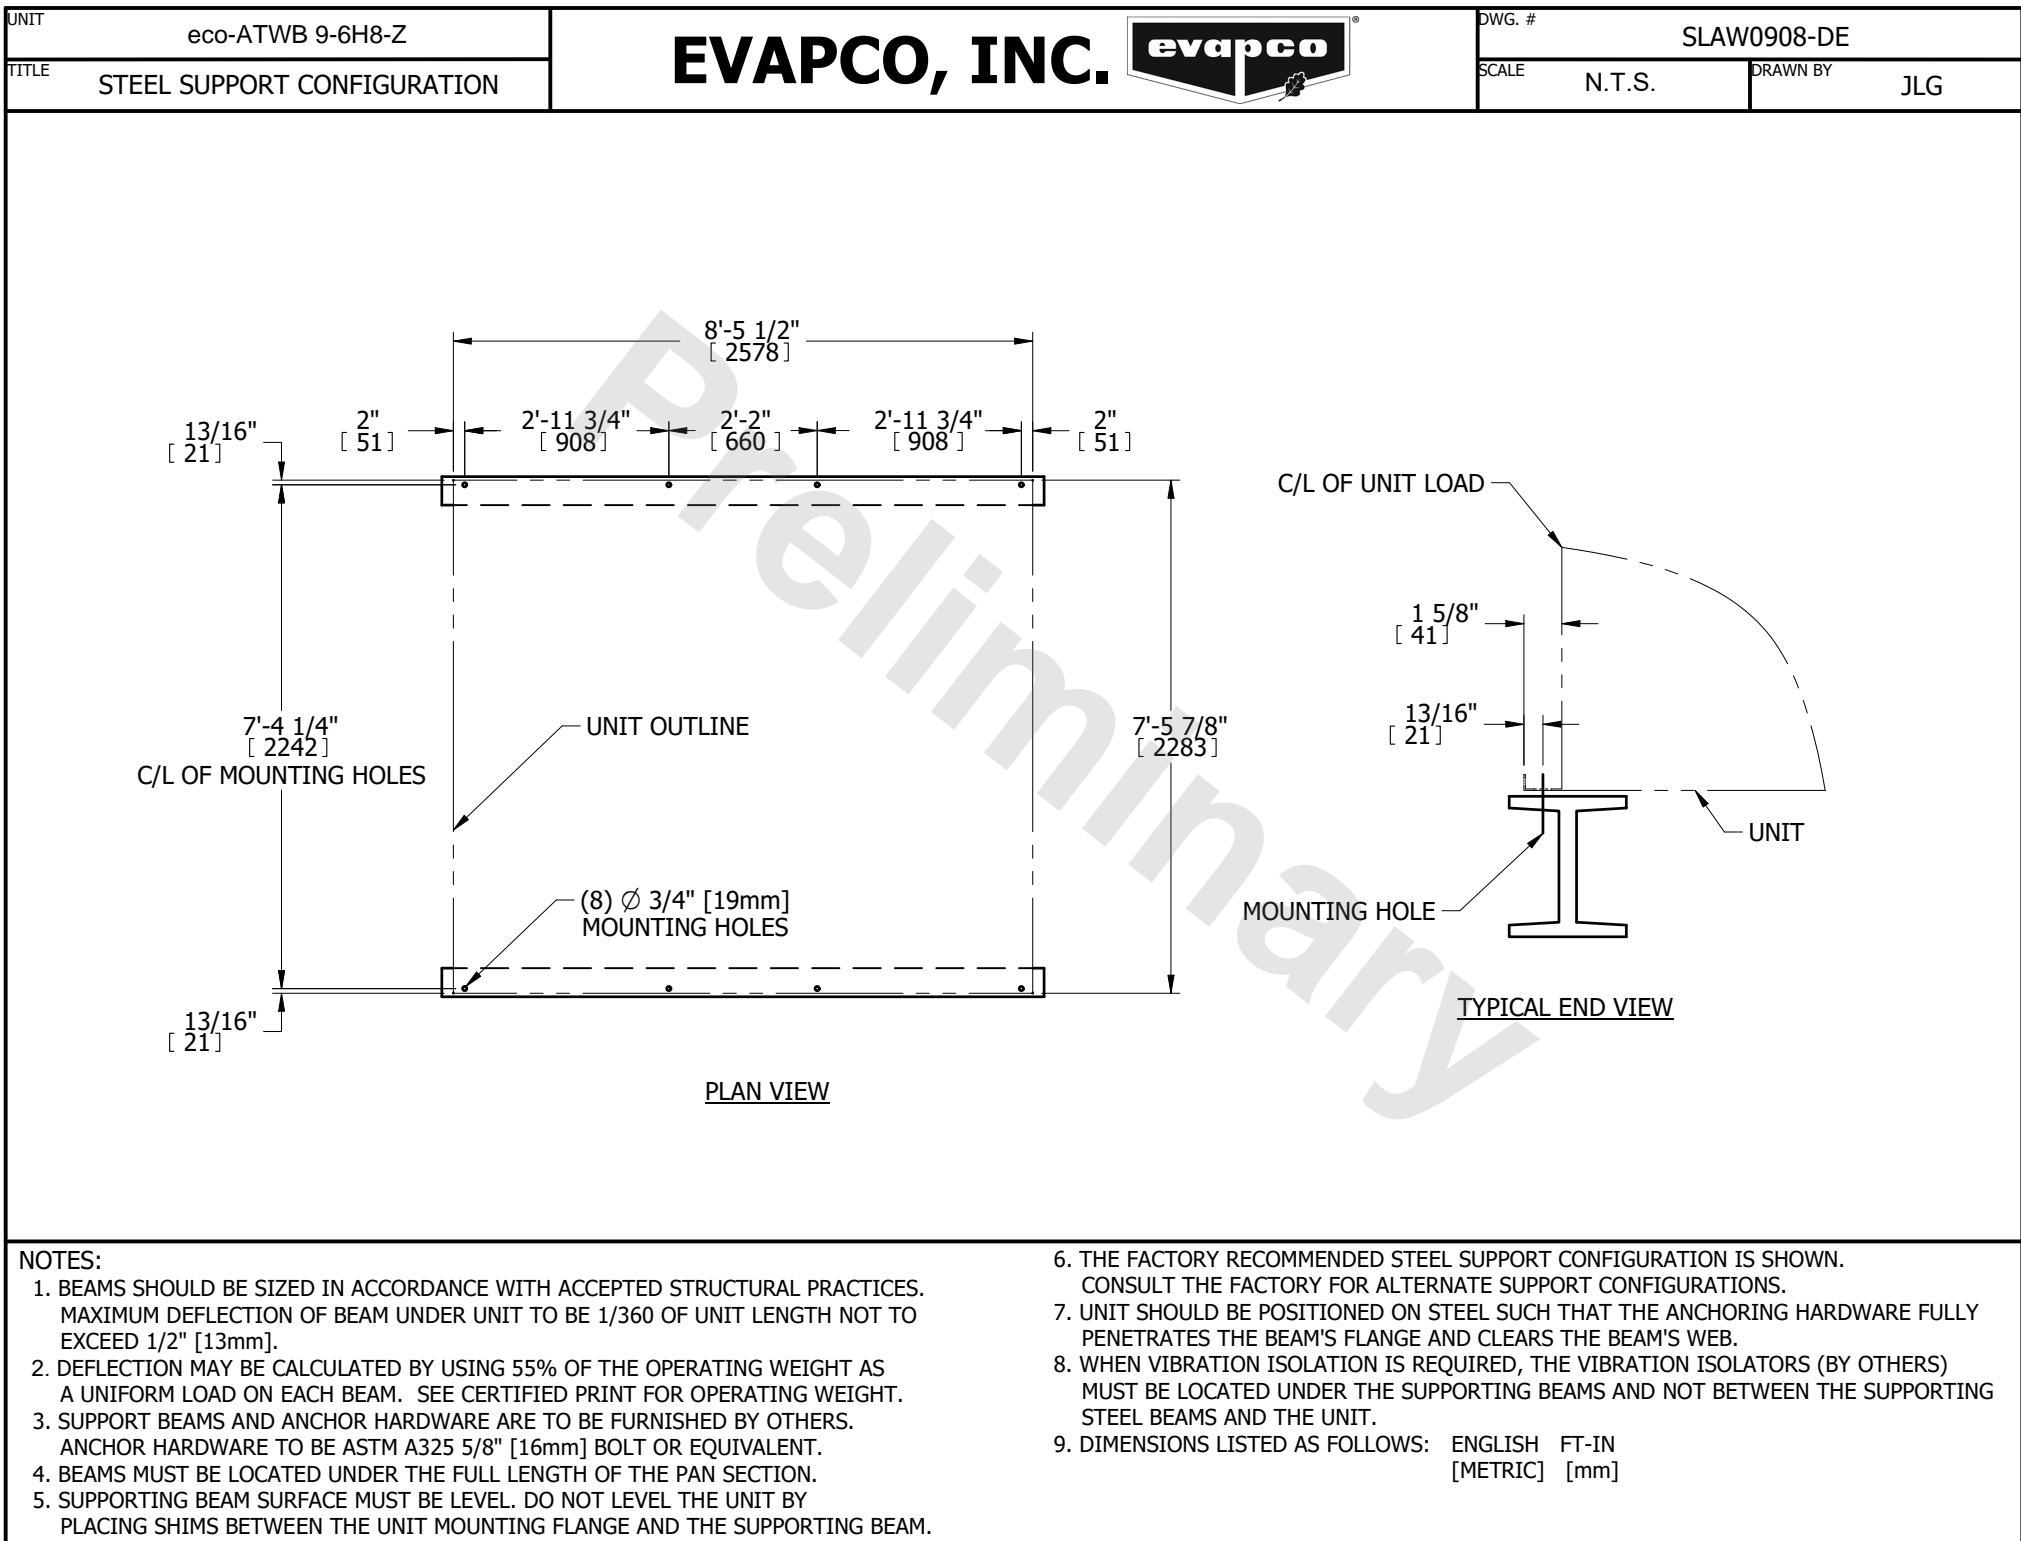 UNIT
eco-ATWB 9-6H8-Z
TITLE
STEEL SUPPORT CONFIGURATION
EVAPCO, INC.
evapco
®
DWG. #
SLAW0908-DE
SCALE
N.T.S.
DRAWN BY
JLG
8'-5 1/2"
[ 2578 ]
13/16"
[ 21 ]
2"
[ 51 ]
2'-11 3/4"
[ 908 ]
2'-2"
[ 660 ]
2'-11 3/4"
[ 908 ]
2"
[ 51 ]
7'-4 1/4"
[ 2242 ]
C/L OF MOUNTING HOLES
UNIT OUTLINE
7'-5 7/8"
[ 2283 ]
(8) ∅ 3/4" [19mm]
MOUNTING HOLES
13/16"
[ 21 ]
PLAN VIEW
C/L OF UNIT LOAD
1 5/8"
[ 41 ]
13/16"
[ 21 ]
UNIT
MOUNTING HOLE
TYPICAL END VIEW
Preliminary
NOTES:
1. BEAMS SHOULD BE SIZED IN ACCORDANCE WITH ACCEPTED STRUCTURAL PRACTICES.
MAXIMUM DEFLECTION OF BEAM UNDER UNIT TO BE 1/360 OF UNIT LENGTH NOT TO
EXCEED 1/2" [13mm].
2. DEFLECTION MAY BE CALCULATED BY USING 55% OF THE OPERATING WEIGHT AS
A UNIFORM LOAD ON EACH BEAM. SEE CERTIFIED PRINT FOR OPERATING WEIGHT.
3. SUPPORT BEAMS AND ANCHOR HARDWARE ARE TO BE FURNISHED BY OTHERS.
ANCHOR HARDWARE TO BE ASTM A325 5/8" [16mm] BOLT OR EQUIVALENT.
4. BEAMS MUST BE LOCATED UNDER THE FULL LENGTH OF THE PAN SECTION.
5. SUPPORTING BEAM SURFACE MUST BE LEVEL. DO NOT LEVEL THE UNIT BY
PLACING SHIMS BETWEEN THE UNIT MOUNTING FLANGE AND THE SUPPORTING BEAM.
6. THE FACTORY RECOMMENDED STEEL SUPPORT CONFIGURATION IS SHOWN.
CONSULT THE FACTORY FOR ALTERNATE SUPPORT CONFIGURATIONS.
7. UNIT SHOULD BE POSITIONED ON STEEL SUCH THAT THE ANCHORING HARDWARE FULLY
PENETRATES THE BEAM'S FLANGE AND CLEARS THE BEAM'S WEB.
8. WHEN VIBRATION ISOLATION IS REQUIRED, THE VIBRATION ISOLATORS (BY OTHERS)
MUST BE LOCATED UNDER THE SUPPORTING BEAMS AND NOT BETWEEN THE SUPPORTING
STEEL BEAMS AND THE UNIT.
9. DIMENSIONS LISTED AS FOLLOWS: ENGLISH FT-IN
[METRIC] [mm]